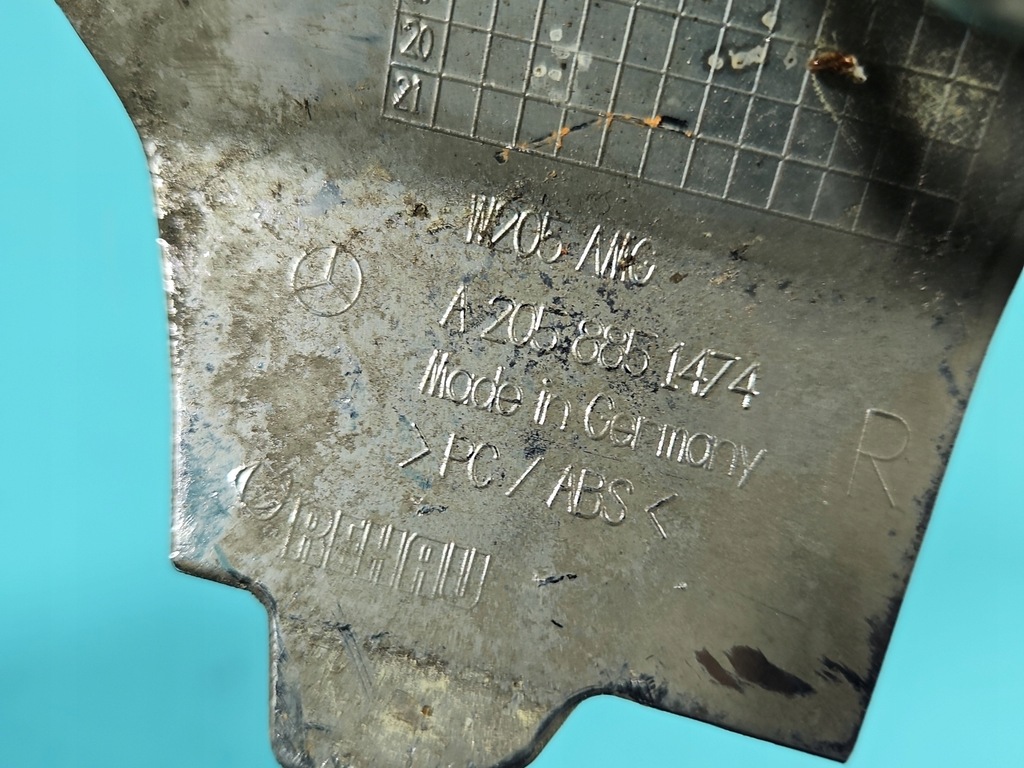 20
21
W205 AMG
A 205 885 1474
Made in Germany
>PC / ABS<
R
REHAU